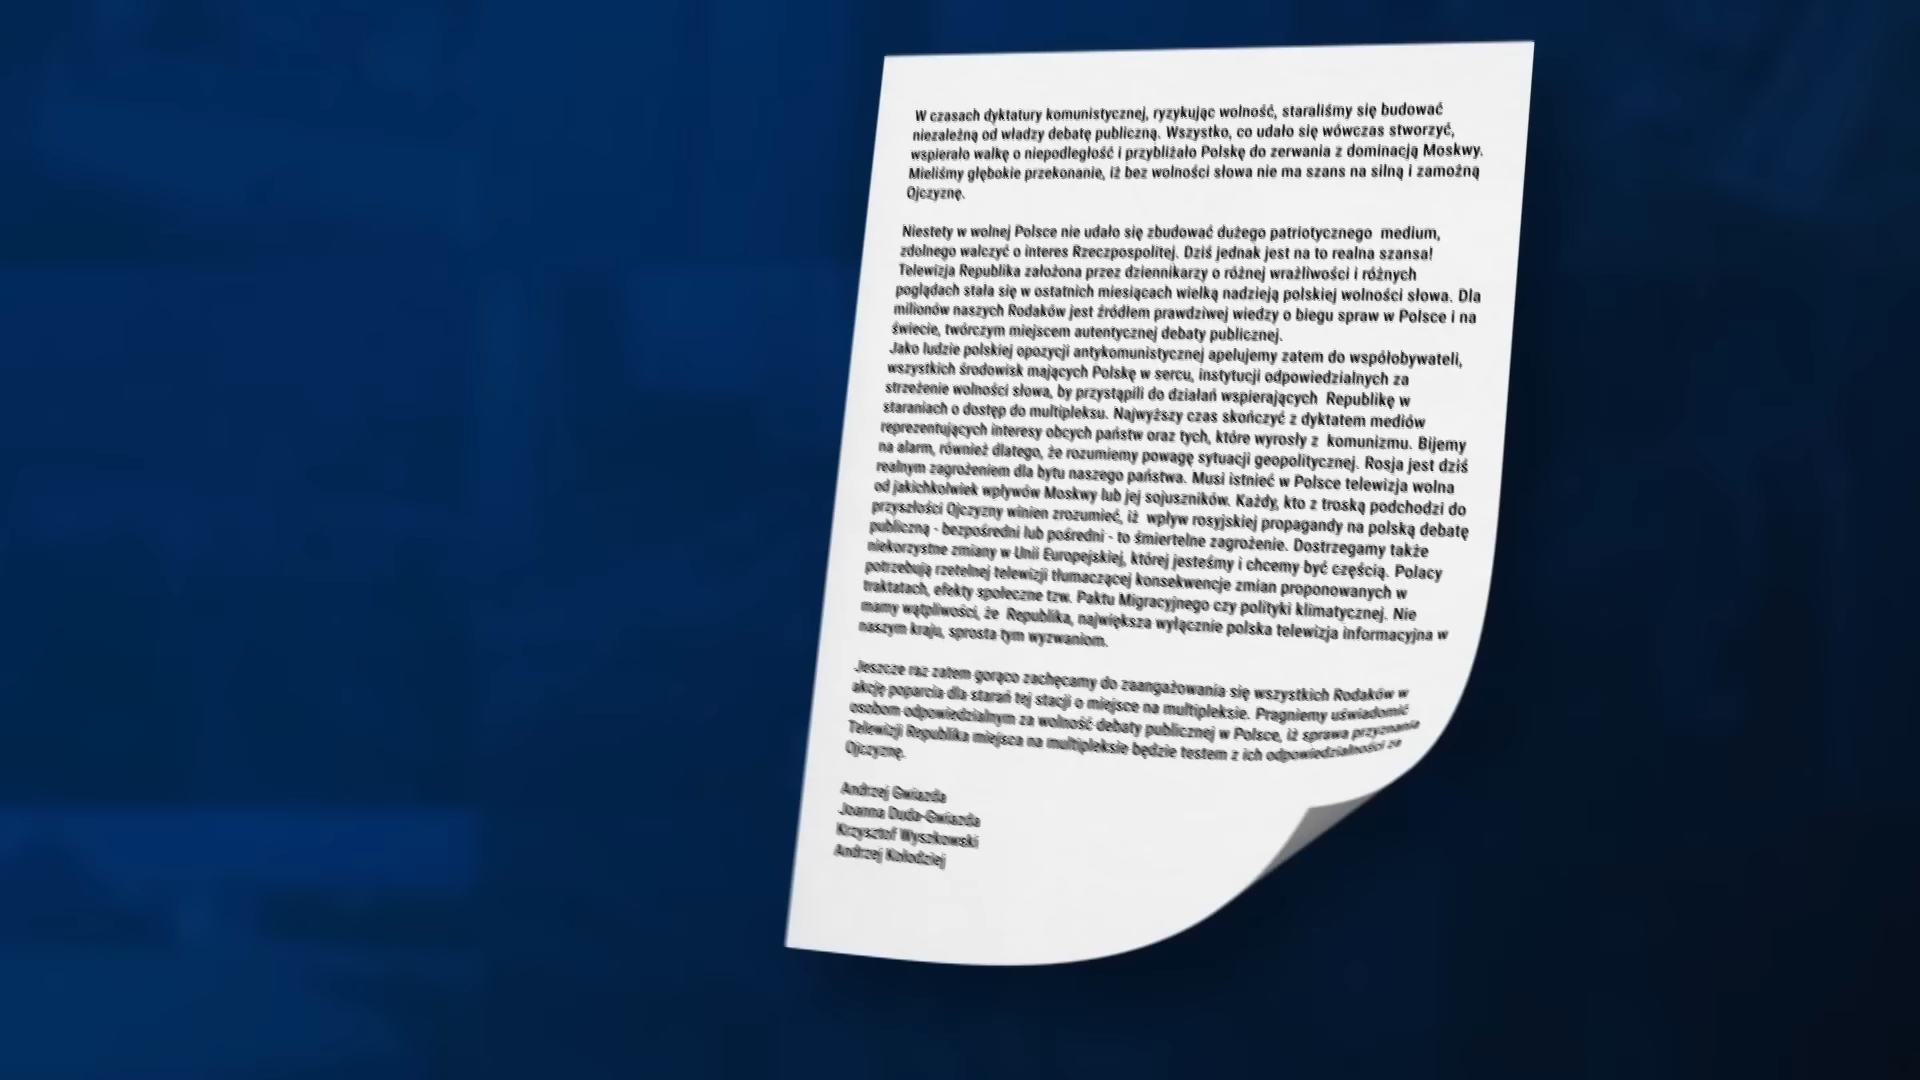 W czasach dyktatury komunistycznej, ryzykując wolność, staraliśmy się budować
niezależną od władzy debatę publiczną. Wszystko, co udało się wówczas stworzyć,
wspierało walkę o niepodległość i przybliżało Polskę do zerwania z dominacją Moskwy.
Mieliśmy głębokie przekonanie, iż bez wolności słowa nie ma szans na silną i zamożną
Ojczyznę.
Niestety w wolnej Polsce nie udało się zbudować dużego patriotycznego  medium,
zdolnego walczyć o interes Rzeczpospolitej. Dziś jednak jest na to realna szansa!
Telewizja Republika założona przez dziennikarzy o różnej wrażliwości i różnych
poglądach stała się w ostatnich miesiącach wielką nadzieją polskiej wolności słowa. Dla
milionów naszych Rodaków jest źródłem prawdziwej wiedzy o biegu spraw w Polsce i na
świecie, twórczym miejscem autentycznej debaty publicznej.
Jako ludzie polskiej opozycji antykomunistycznej apelujemy zatem do współobywateli,
wszystkich środowisk mających Polskę w sercu, instytucji odpowiedzialnych za
strzeżenie wolności słowa, by przystąpili do działań wspierających  Republikę w
staraniach o dostęp do multipleksu. Najwyższy czas skończyć z dyktatem mediów
reprezentujących interesy obcych państw oraz tych, które wyrosły z  komunizmu. Bijemy
na alarm, również dlatego, że rozumiemy powagę sytuacji geopolitycznej. Rosja jest dziś
realnym zagrożeniem dla bytu naszego państwa. Musi istnieć w Polsce telewizja wolna
od jakichkolwiek wpływów Moskwy lub jej sojuszników. Każdy, kto z troską podchodzi do
przyszłości Ojczyzny winien zrozumieć, iż  wpływ rosyjskiej propagandy na polską debatę
publiczną - bezpośredni lub pośredni - to śmiertelne zagrożenie. Dostrzegamy także
niekorzystne zmiany w Unii Europejskiej, której jesteśmy i chcemy być częścią. Polacy
potrzebują rzetelnej telewizji tłumaczącej konsekwencje zmian proponowanych w
traktatach, efekty społeczne tzw. Paktu Migracyjnego czy polityki klimatycznej. Nie
mamy wątpliwości, że  Republika, największa wyłącznie polska telewizja informacyjna w
naszym kraju, sprosta tym wyzwaniom.
Jeszcze raz zatem gorąco zachęcamy do zaangażowania się wszystkich Rodaków w
akcję poparcia dla starań tej stacji o miejsce na multipleksie. Pragniemy uświadomić
osobom odpowiedzialnym za wolność debaty publicznej w Polsce, iż sprawa przyznania
Telewizji Republika miejsca na multipleksie będzie testem z ich odpowiedzialności za
Ojczyznę.
Andrzej Gwiazda
Joanna Duda-Gwiazda
Krzysztof Wyszkowski
Andrzej Kołodziej